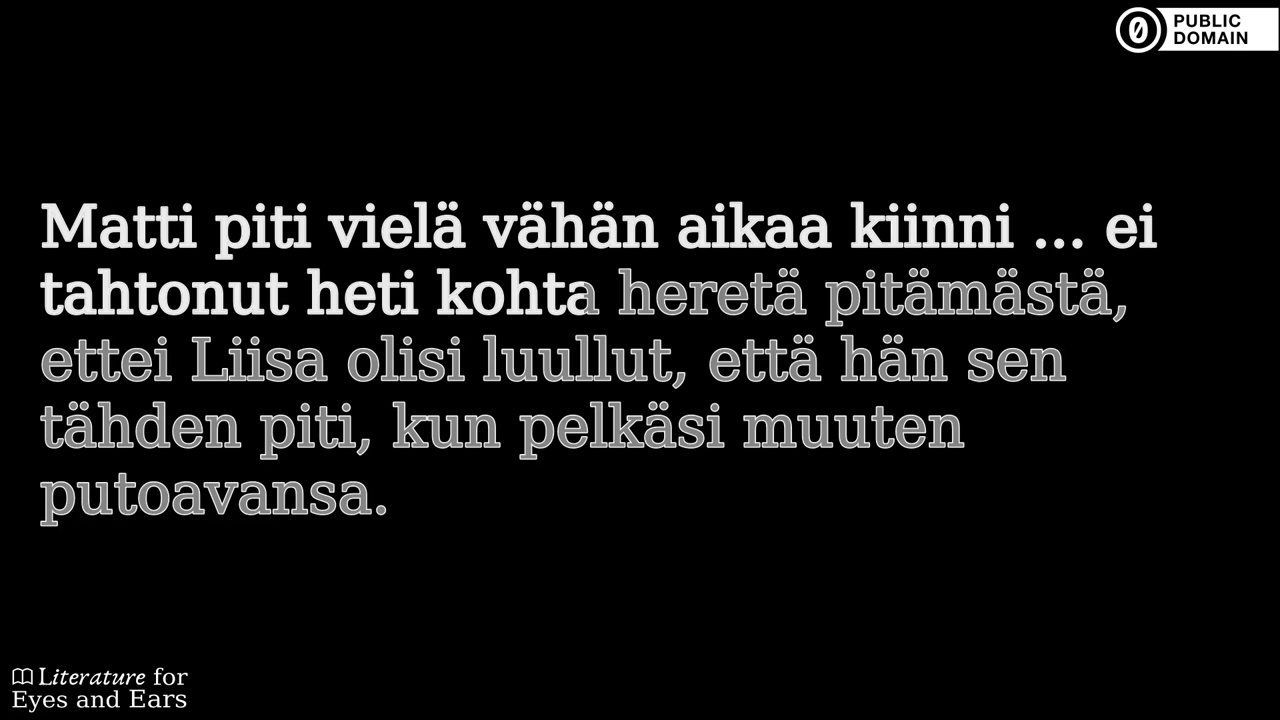 PUBLIC
DOMAIN
Matti piti vielä vähän aikaa kiinni ... ei
tahtonut heti kohta heretä pitämästä,
ettei Liisa olisi luullut, että hän sen
tähden piti, kun pelkäsi muuten
putoavansa.
Literature for
Eyes and Ears